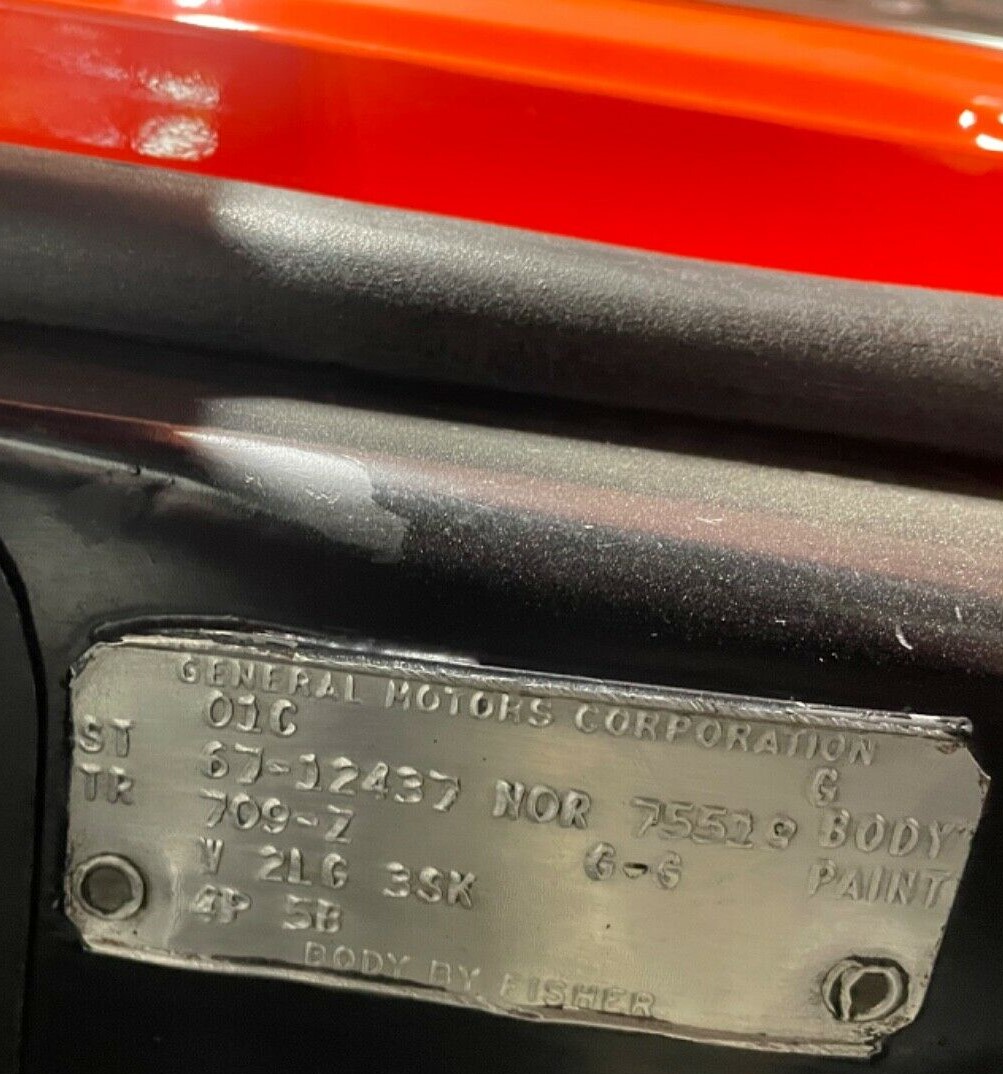 GENERAL MOTORS CORPORATION
01C G
ST 67-12437 NOR 75519 BODY
TR 709-Z G-G PAINT
W 2LG 3SK
4P 5B
BODY BY FISHER